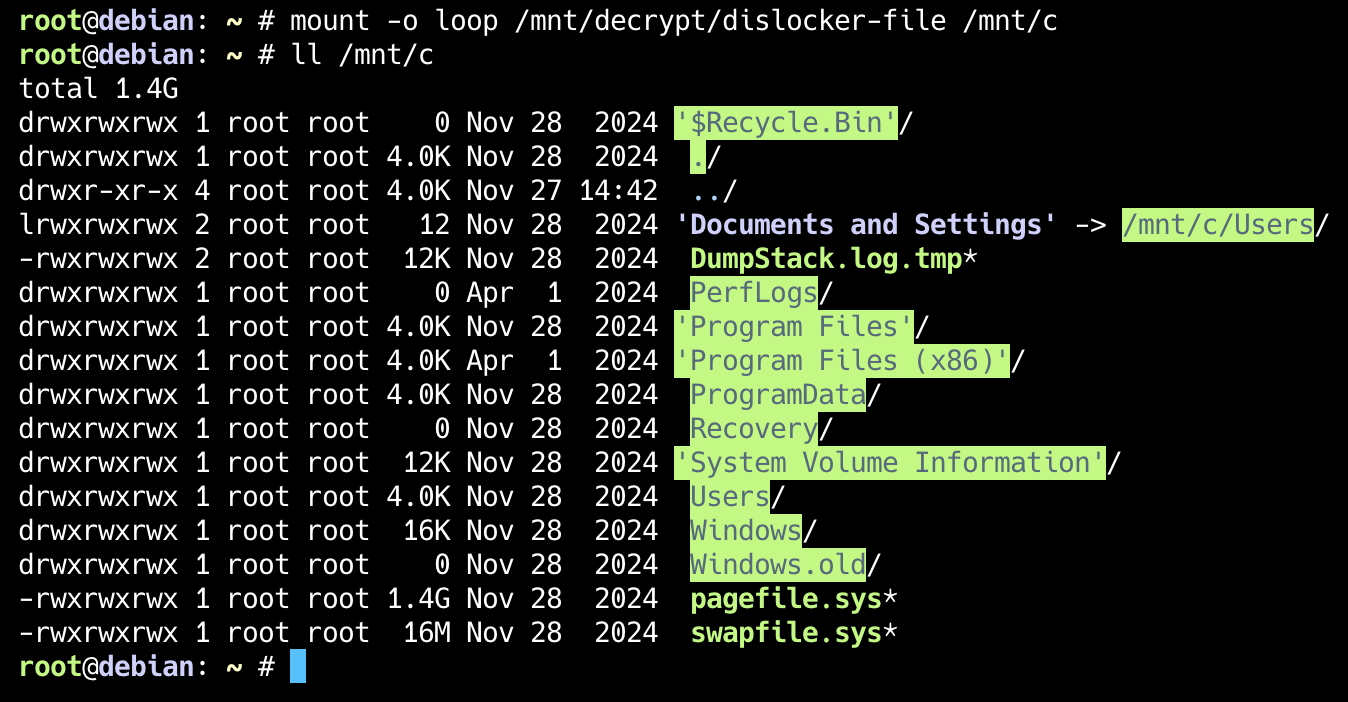 root@debian: ~ # mount -o loop /mnt/decrypt/dislocker-file /mnt/c
root@debian: ~ # ll /mnt/c
total 1.4G
drwxrwxrwx 1 root root    0 Nov 28  2024 '$Recycle.Bin'/
drwxrwxrwx 1 root root 4.0K Nov 28  2024  ./
drwxr-xr-x 4 root root 4.0K Nov 27 14:42  ../
lrwxrwxrwx 2 root root   12 Nov 28  2024 'Documents and Settings' -> /mnt/c/Users/
-rwxrwxrwx 2 root root  12K Nov 28  2024  DumpStack.log.tmp*
drwxrwxrwx 1 root root    0 Apr  1  2024  PerfLogs/
drwxrwxrwx 1 root root 4.0K Nov 28  2024 'Program Files'/
drwxrwxrwx 1 root root 4.0K Apr  1  2024 'Program Files (x86)'/
drwxrwxrwx 1 root root 4.0K Nov 28  2024  ProgramData/
drwxrwxrwx 1 root root    0 Nov 28  2024  Recovery/
drwxrwxrwx 1 root root  12K Nov 28  2024 'System Volume Information'/
drwxrwxrwx 1 root root 4.0K Nov 28  2024  Users/
drwxrwxrwx 1 root root  16K Nov 28  2024  Windows/
drwxrwxrwx 1 root root    0 Nov 28  2024  Windows.old/
-rwxrwxrwx 1 root root 1.4G Nov 28  2024  pagefile.sys*
-rwxrwxrwx 1 root root  16M Nov 28  2024  swapfile.sys*
root@debian: ~ #